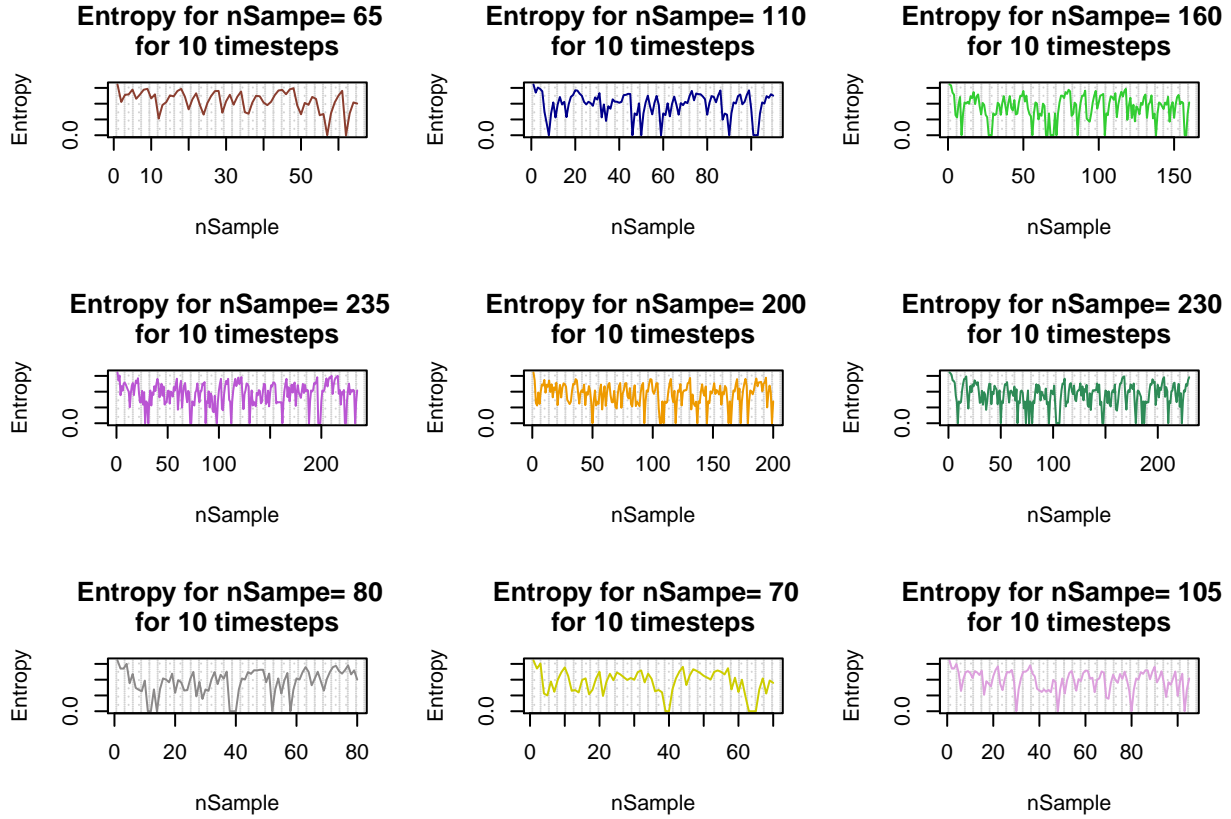 Entropy for nSampe= 65
for 10 timesteps
Entropy
0.0
0 10 30 50
nSample
Entropy for nSampe= 110
for 10 timesteps
Entropy
0.0
0 20 40 60 80
nSample
Entropy for nSampe= 160
for 10 timesteps
Entropy
0.0
0 50 100 150
nSample
Entropy for nSampe= 235
for 10 timesteps
Entropy
0.0
0 50 100 200
nSample
Entropy for nSampe= 200
for 10 timesteps
Entropy
0.0
0 50 100 150 200
nSample
Entropy for nSampe= 230
for 10 timesteps
Entropy
0.0
0 50 100 200
nSample
Entropy for nSampe= 80
for 10 timesteps
Entropy
0.0
0 20 40 60 80
nSample
Entropy for nSampe= 70
for 10 timesteps
Entropy
0.0
0 20 40 60
nSample
Entropy for nSampe= 105
for 10 timesteps
Entropy
0.0
0 20 40 60 80
nSample